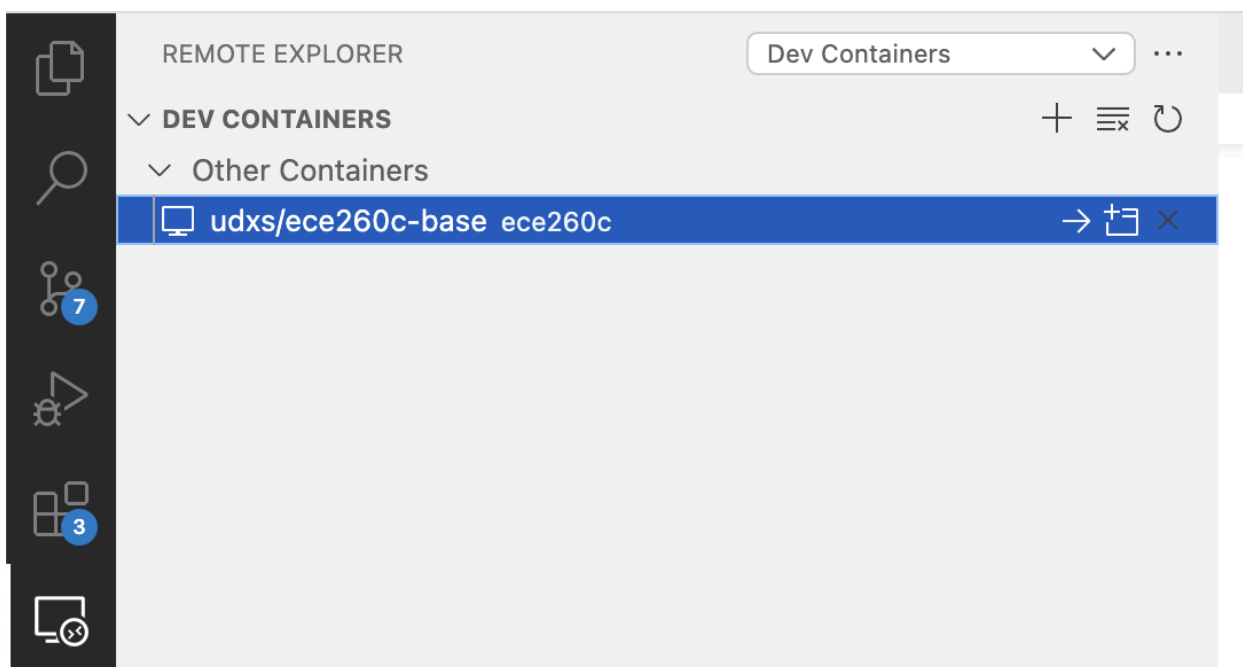 REMOTE EXPLORER Dev Containers
DEV CONTAINERS
Other Containers
udxs/ece260c-base ece260c
7
3